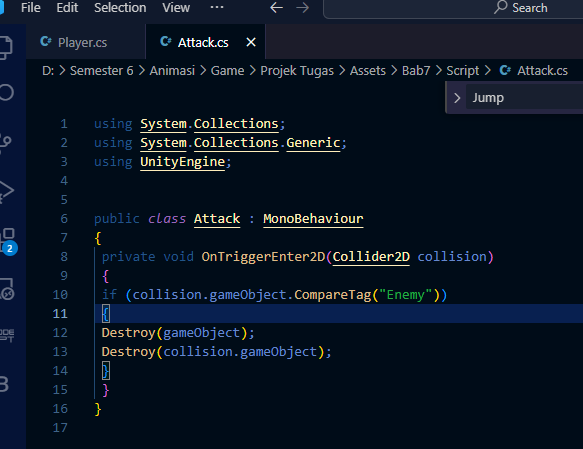 File Edit Selection View ··· ← → Search
C# Player.cs C# Attack.cs ×
D: > Semester 6 > Animasi > Game > Projek Tugas > Assets > Bab7 > Script > C# Attack.cs
> Jump
1 using System.Collections;
2 using System.Collections.Generic;
3 using UnityEngine;
4
5
6 public class Attack : MonoBehaviour
7 {
8 private void OnTriggerEnter2D(Collider2D collision)
9 {
10 if (collision.gameObject.CompareTag("Enemy"))
11 {
12 Destroy(gameObject);
13 Destroy(collision.gameObject);
14 }
15 }
16 }
17
2